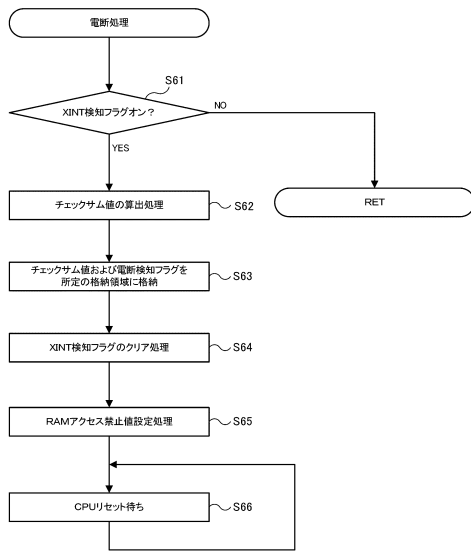 電断処理
S61
XINT検知フラグオン？
NO
YES
チェックサム値の算出処理
S62
RET
チェックサム値および電断検知フラグを
所定の格納領域に格納
S63
XINT検知フラグのクリア処理
S64
RAMアクセス禁止値設定処理
S65
CPUリセット待ち
S66